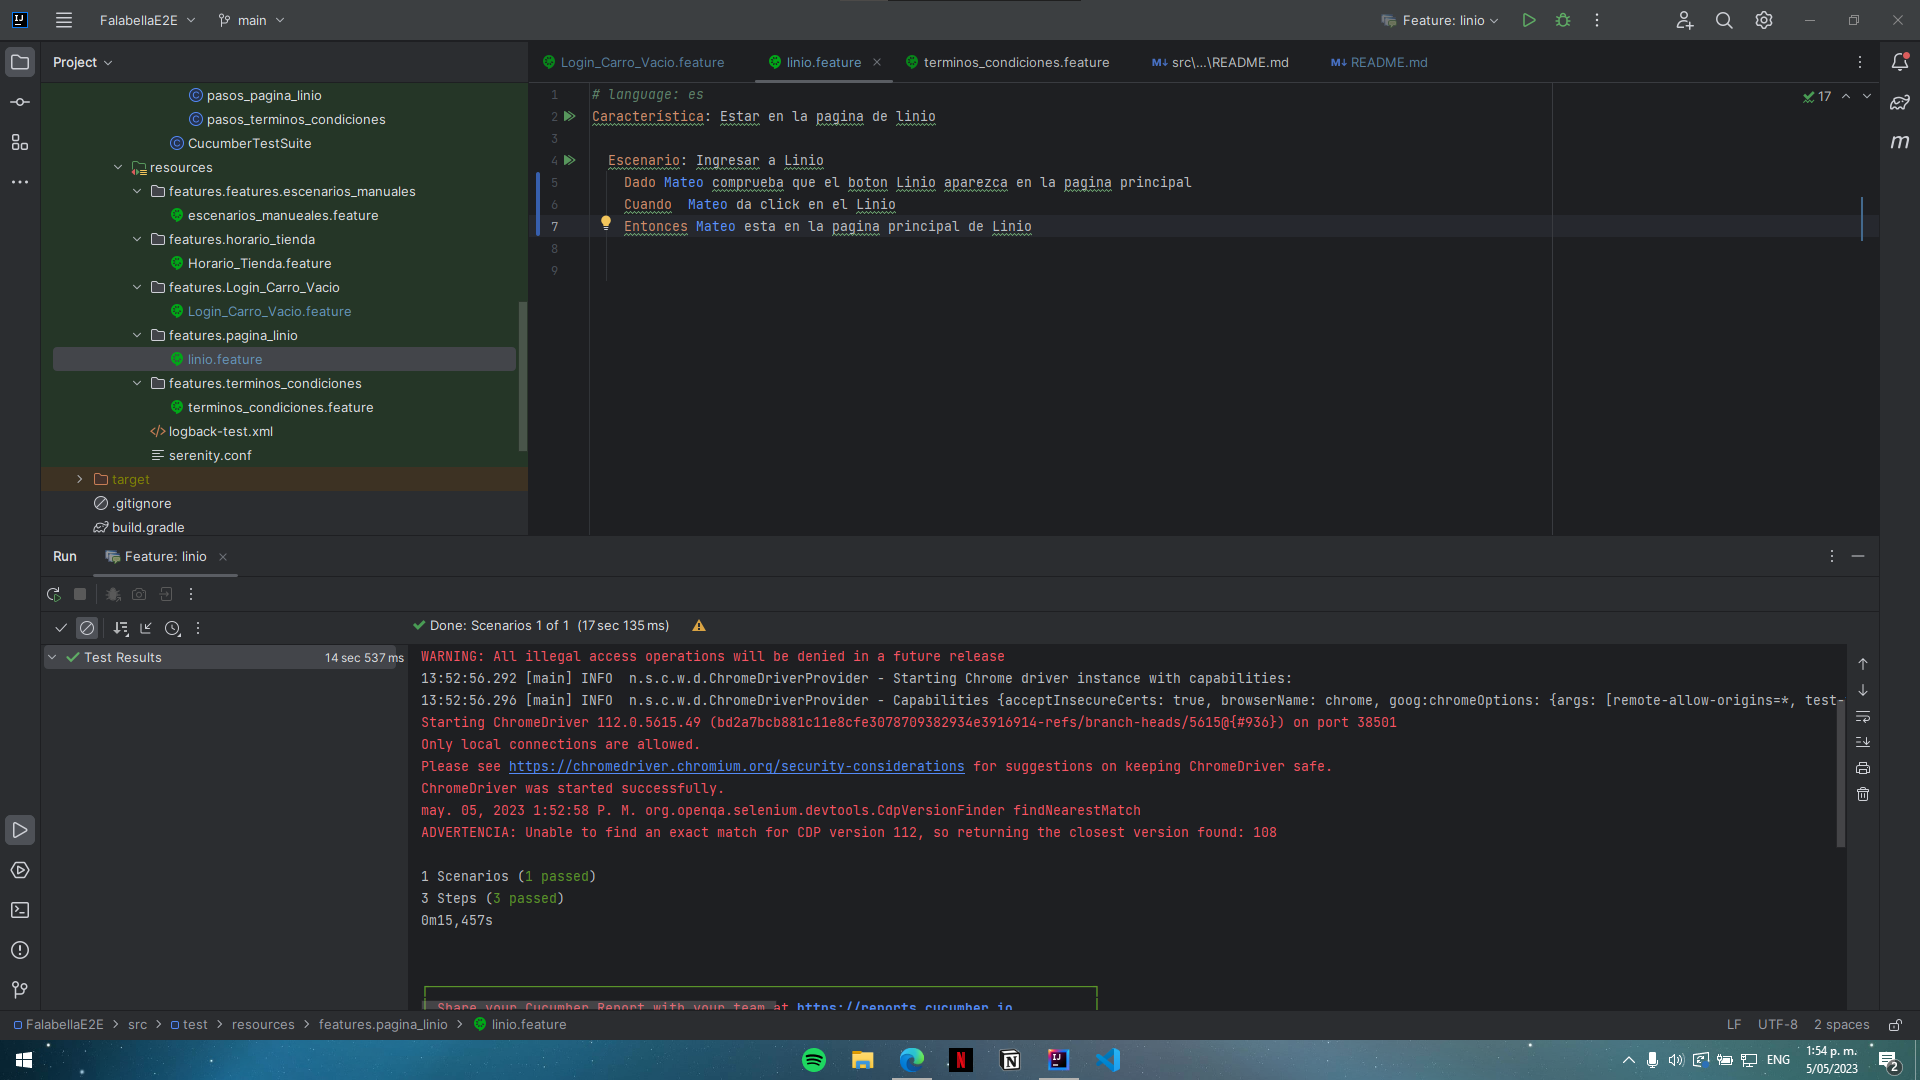 FalabellaE2E
main
Feature: linio
Project
Login_Carro_Vacio.feature
linio.feature
terminos_condiciones.feature
M↓ src\...\README.md
M↓ README.md
pasos_pagina_linio
pasos_terminos_condiciones
CucumberTestSuite
resources
features.features.escenarios_manuales
escenarios_manueales.feature
features.horario_tienda
Horario_Tienda.feature
features.Login_Carro_Vacio
Login_Carro_Vacio.feature
features.pagina_linio
linio.feature
features.terminos_condiciones
terminos_condiciones.feature
logback-test.xml
serenity.conf
target
.gitignore
build.gradle
1 # language: es
2 Característica: Estar en la pagina de linio
3
4 Escenario: Ingresar a Linio
5 Dado Mateo comprueba que el boton Linio aparezca en la pagina principal
6 Cuando  Mateo da click en el Linio
7 Entonces Mateo esta en la pagina principal de Linio
8
9
17
m
Run
Feature: linio
Done: Scenarios 1 of 1 (17 sec 135 ms)
Test Results 14 sec 537 ms
WARNING: All illegal access operations will be denied in a future release
13:52:56.292 [main] INFO  n.s.c.w.d.ChromeDriverProvider - Starting Chrome driver instance with capabilities:
13:52:56.296 [main] INFO  n.s.c.w.d.ChromeDriverProvider - Capabilities {acceptInsecureCerts: true, browserName: chrome, goog:chromeOptions: {args: [remote-allow-origins=*, test-
Starting ChromeDriver 112.0.5615.49 (bd2a7bcb881c11e8cfe3078709382934e3916914-refs/branch-heads/5615@{#936}) on port 38501
Only local connections are allowed.
Please see https://chromedriver.chromium.org/security-considerations for suggestions on keeping ChromeDriver safe.
ChromeDriver was started successfully.
may. 05, 2023 1:52:58 P. M. org.openqa.selenium.devtools.CdpVersionFinder findNearestMatch
ADVERTENCIA: Unable to find an exact match for CDP version 112, so returning the closest version found: 108
1 Scenarios (1 passed)
3 Steps (3 passed)
0m15,457s
Share your Cucumber Report with your team at https://reports.cucumber.io
FalabellaE2E > src > test > resources > features.pagina_linio > linio.feature
LF UTF-8 2 spaces
ENG
1:54 p. m.
5/05/2023
2